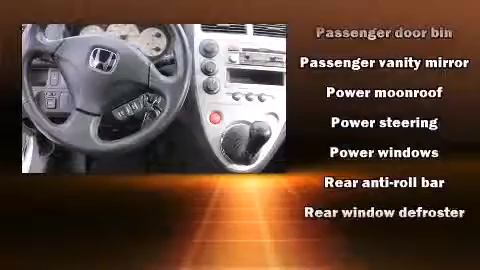 Passenger door bin
Passenger vanity mirror
Power moonroof
Power steering
Power windows
Rear anti-roll bar
Rear window defroster